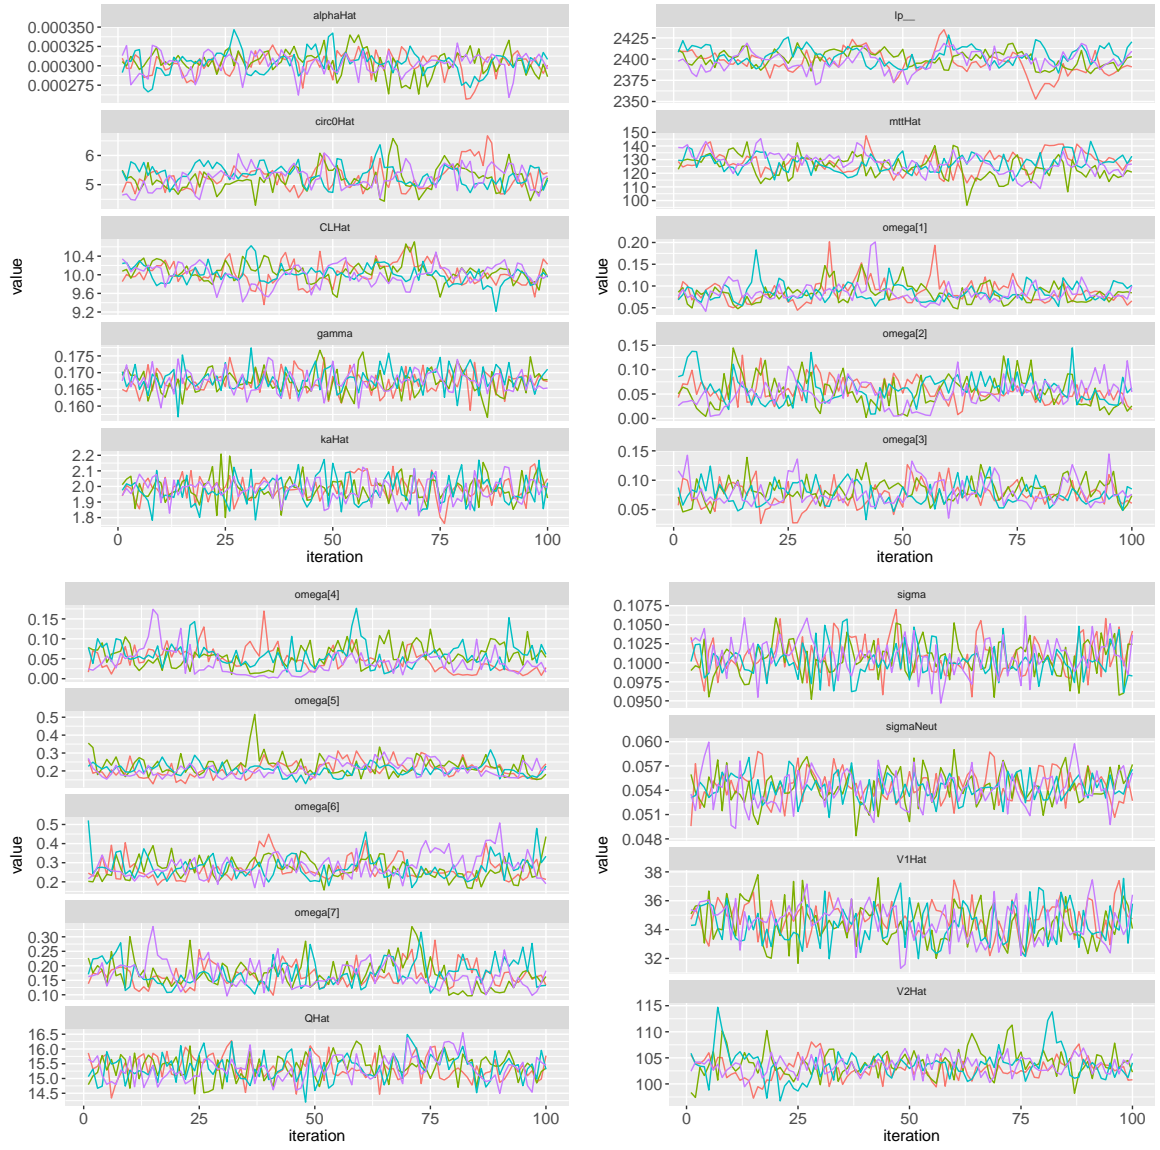 alphaHat
0.000350
0.000325
0.000300
0.000275
circ0Hat
6
5
CLHat
10.4
10.0
9.6
9.2
gamma
0.175
0.170
0.165
0.160
kaHat
2.2
2.1
2.0
1.9
1.8
0 25 50 75 100
iteration
value
lp__
2425
2400
2375
2350
mttHat
150
140
130
120
110
100
omega[1]
0.20
0.15
0.10
0.05
omega[2]
0.15
0.10
0.05
0.00
omega[3]
0.15
0.10
0.05
0 25 50 75 100
iteration
value
omega[4]
0.15
0.10
0.05
0.00
omega[5]
0.5
0.4
0.3
0.2
omega[6]
0.5
0.4
0.3
0.2
omega[7]
0.30
0.25
0.20
0.15
0.10
QHat
16.5
16.0
15.5
15.0
14.5
0 25 50 75 100
iteration
value
sigma
0.1075
0.1050
0.1025
0.1000
0.0975
0.0950
sigmaNeut
0.060
0.057
0.054
0.051
0.048
V1Hat
38
36
34
32
V2Hat
115
110
105
100
0 25 50 75 100
iteration
value